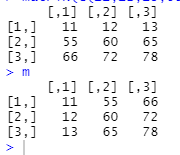 [,1] [,2] [,3]
[1,] 11 12 13
[2,] 55 60 65
[3,] 66 72 78
> m
[,1] [,2] [,3]
[1,] 11 55 66
[2,] 12 60 72
[3,] 13 65 78
>